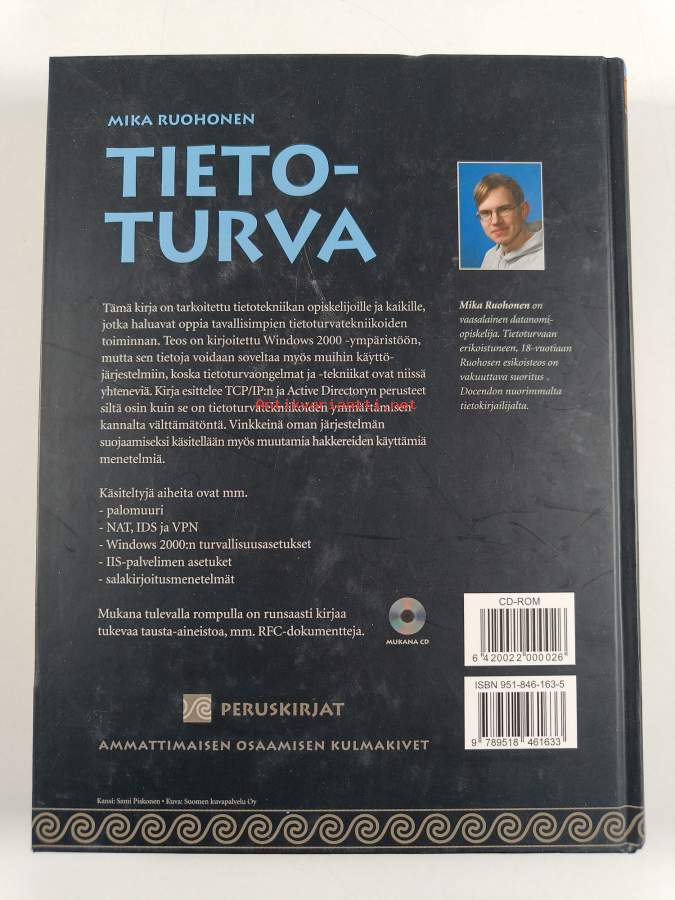 MIKA RUOHONEN
TIETO-
TURVA
Tämä kirja on tarkoitettu tietotekniikan opiskelijoille ja kaikille,
jotka haluavat oppia tavallisimpien tietoturvatekniikoiden
toiminnan. Teos on kirjoitettu Windows 2000 -ympäristöön,
mutta sen tietoja voidaan soveltaa myös muihin käyttö-
järjestelmiin, koska tietoturvaongelmat ja -tekniikat ovat niissä
yhteneviä. Kirja esittelee TCP/IP:n ja Active Directoryn perusteet
siltä osin kuin se on tietoturvatekniikoiden ymmärtämisen
kannalta välttämätöntä. Vinkkeinä oman järjestelmän
suojaamiseksi käsitellään myös muutamia hakkereiden käyttämiä
menetelmiä.
Käsiteltyjä aiheita ovat mm.
- palomuuri
- NAT, IDS ja VPN
- Windows 2000:n turvallisuusasetukset
- IIS-palvelimen asetuket
- salakirjoitusmenetelmät
Mukana tulevalla rompulla on runsaasti kirjaa
tukevaa tausta-aineistoa, mm. RFC-dokumentteja.
MUKANA CD
Mika Ruohonen on
vaasalainen datanomi-
opiskelija. Tietoturvaan
erikoistuneen, 18-vuotiaan
Ruohosen esikoisteos on
vakuuttava suoritus .
Docendon nuorimmalta
tietokirjailijalta.
Antikvariaatti.net
CD-ROM
6 420022 000026
ISBN 951-846-163-5
9 789518 461633
PERUSKIRJAT
AMMATTIMAISEN OSAAMISEN KULMAKIVET
Kansi: Sami Piskonen • Kuva: Suomen kuvapalvelu Oy